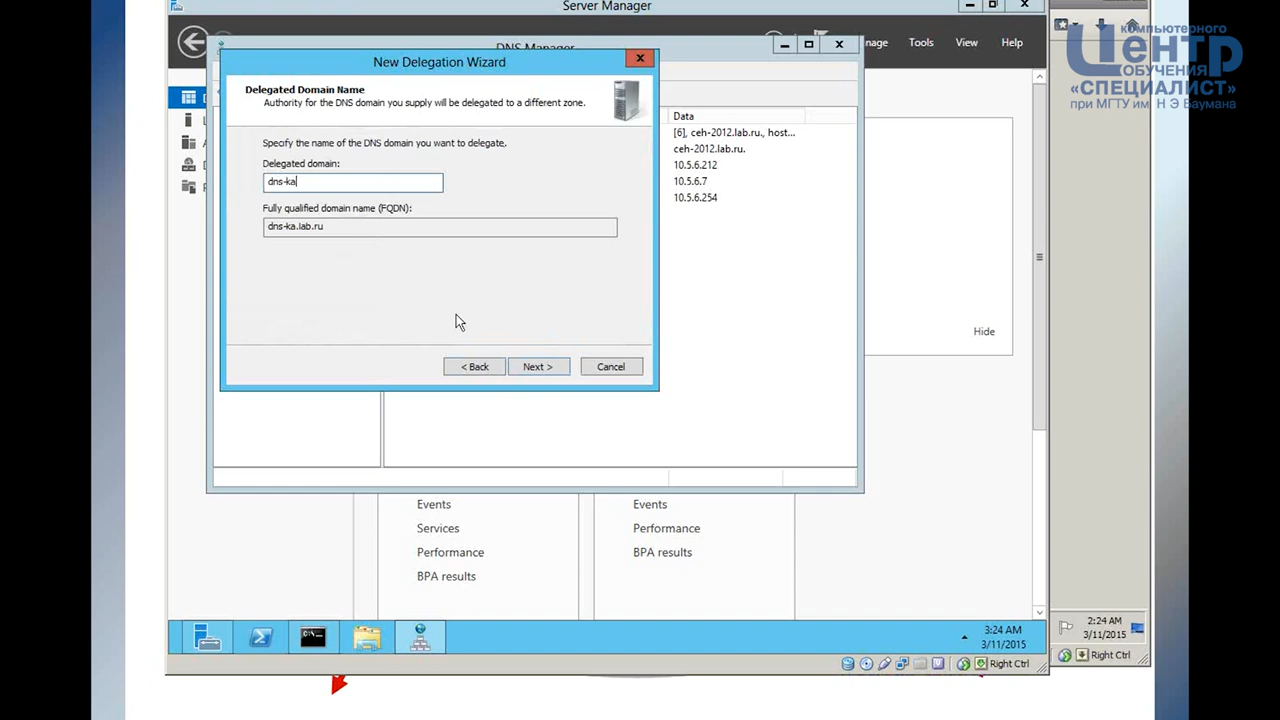 Server Manager
компьютерного
Центр
ОБУЧЕНИЯ
«СПЕЦИАЛИСТ»
при МГТУ им. Н Э Баумана
nage
Tools
View
Help
DNS Manager
New Delegation Wizard
Delegated Domain Name
Authority for the DNS domain you supply will be delegated to a different zone.
Specify the name of the DNS domain you want to delegate.
Delegated domain:
dns-ka
Fully qualified domain name (FQDN):
dns-ka.lab.ru
< Back
Next >
Cancel
Data
[6], ceh-2012.lab.ru., host...
ceh-2012.lab.ru.
10.5.6.212
10.5.6.7
10.5.6.254
Hide
Events
Services
Performance
BPA results
Events
Performance
BPA results
3:24 AM
3/11/2015
Right Ctrl
2:24 AM
3/11/2015
Right Ctrl